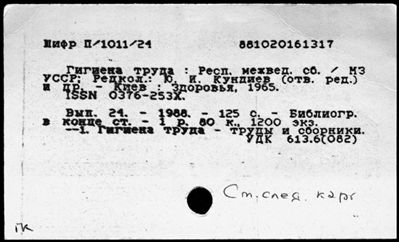 Шифр П/1011/24 881020161317
Гигиена труда : Респ. межвед. сб. / МЗ
УССР; Редкол.: Ю. И. Кундиев (отв. ред.)
и др. - Киев : Здоровья, 1965.
ISSN 0376-253X.
Вып. 24. - 1988. - 125 с. - Библиогр.
в конце ст. - 1 р. 80 к. 1200 экз.
--1. Гигиена труда - труды и сборники.
УДК 613.6(082)
См. след. карт
ГК